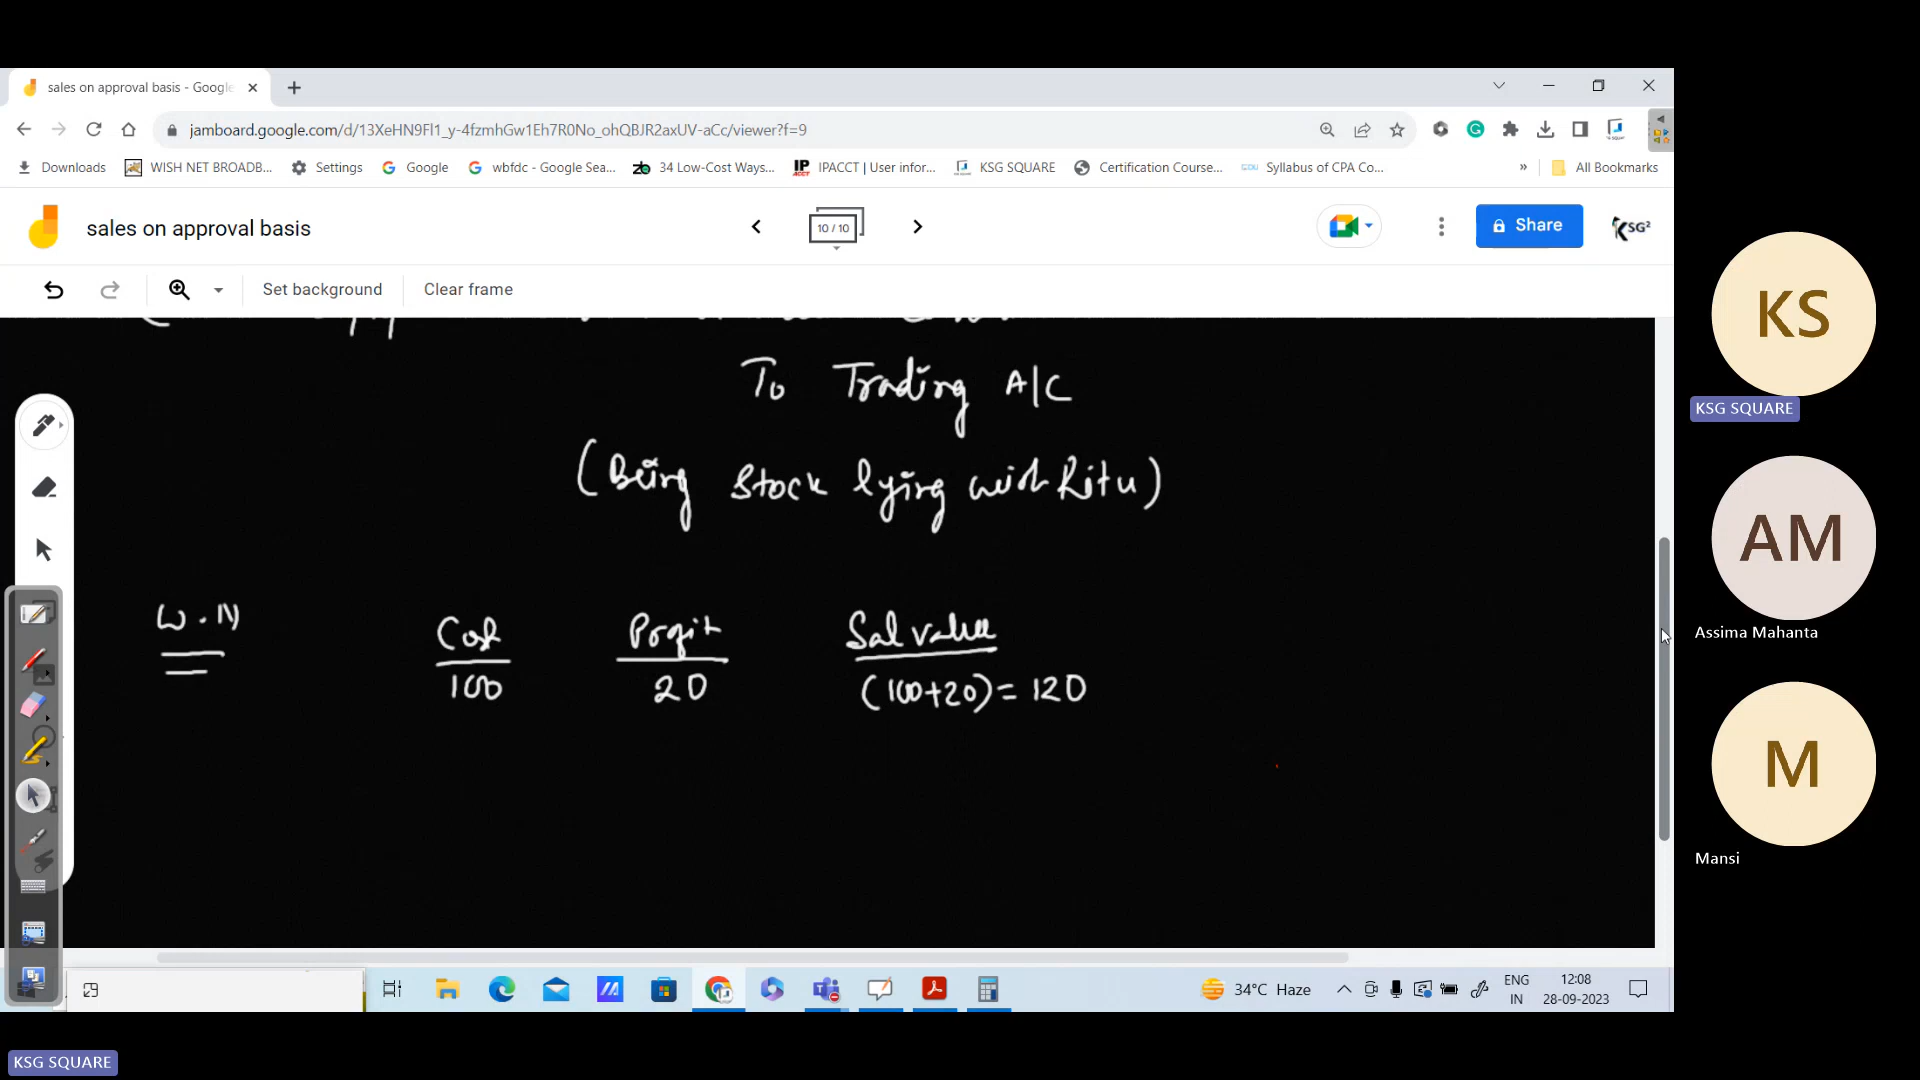 sales on approval basis - Google
jamboard.google.com/d/13XeHN9Fl1_y-4fzmhGw1Eh7R0No_ohQBJR2axUV-aCc/viewer?f=9
Downloads WISH NET BROADB... Settings Google wbfdc - Google Sea... 34 Low-Cost Ways... IPACCT | User infor... KSG SQUARE Certification Course... Syllabus of CPA Co... » All Bookmarks
sales on approval basis 10 / 10 Share KSG²
Set background Clear frame
To Trading A/C
(Being Stock lying with Ritu)
W.N Cost Profit Sal value
100 20 (100+20) = 120
KS
KSG SQUARE
AM
Assima Mahanta
M
Mansi
34°C Haze ENG IN 12:08 28-09-2023
KSG SQUARE